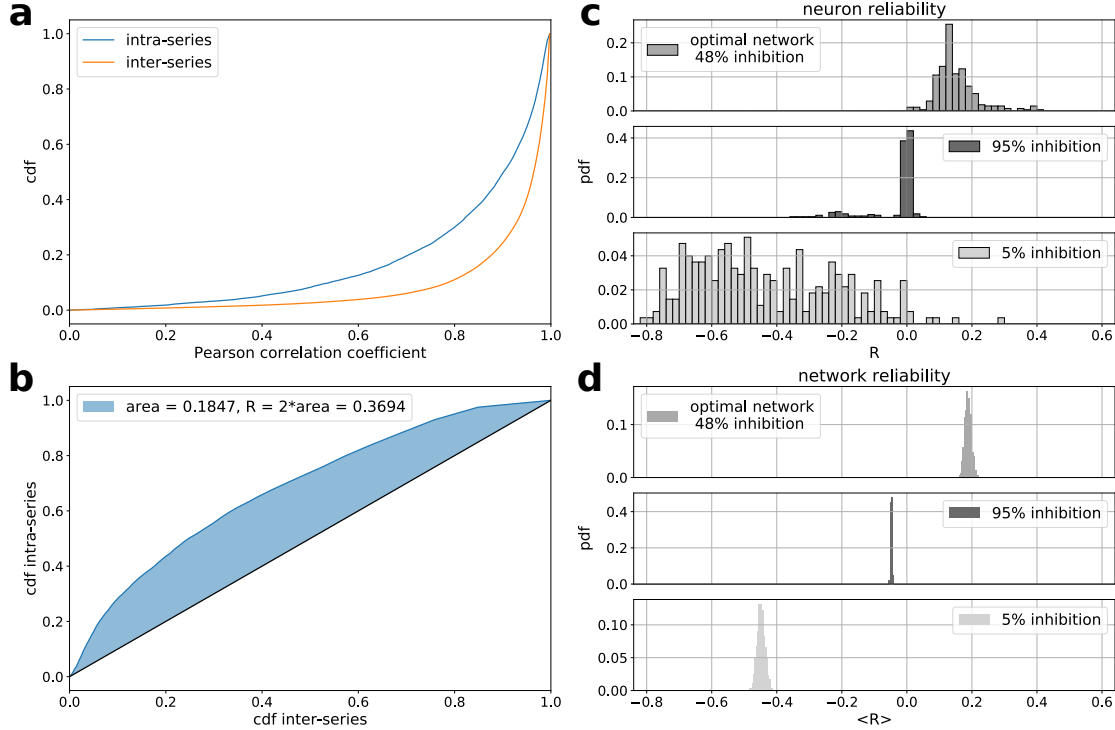 a
1.0
0.8
0.6
0.4
0.2
0.0
cdf
intra-series
inter-series
0.0 0.2 0.4 0.6 0.8 1.0
Pearson correlation coefficient
b
1.0
0.8
0.6
0.4
0.2
0.0
cdf intra-series
area = 0.1847, R = 2*area = 0.3694
0.0 0.2 0.4 0.6 0.8 1.0
cdf inter-series
c
neuron reliability
0.2
0.1
0.0
optimal network
48% inhibition
0.4
0.2
0.0
pdf
95% inhibition
0.04
0.02
0.00
5% inhibition
−0.8 −0.6 −0.4 −0.2 0.0 0.2 0.4 0.6
R
d
network reliability
0.1
0.0
optimal network
48% inhibition
0.4
0.2
0.0
pdf
95% inhibition
0.10
0.05
0.00
5% inhibition
−0.8 −0.6 −0.4 −0.2 0.0 0.2 0.4 0.6
<R>